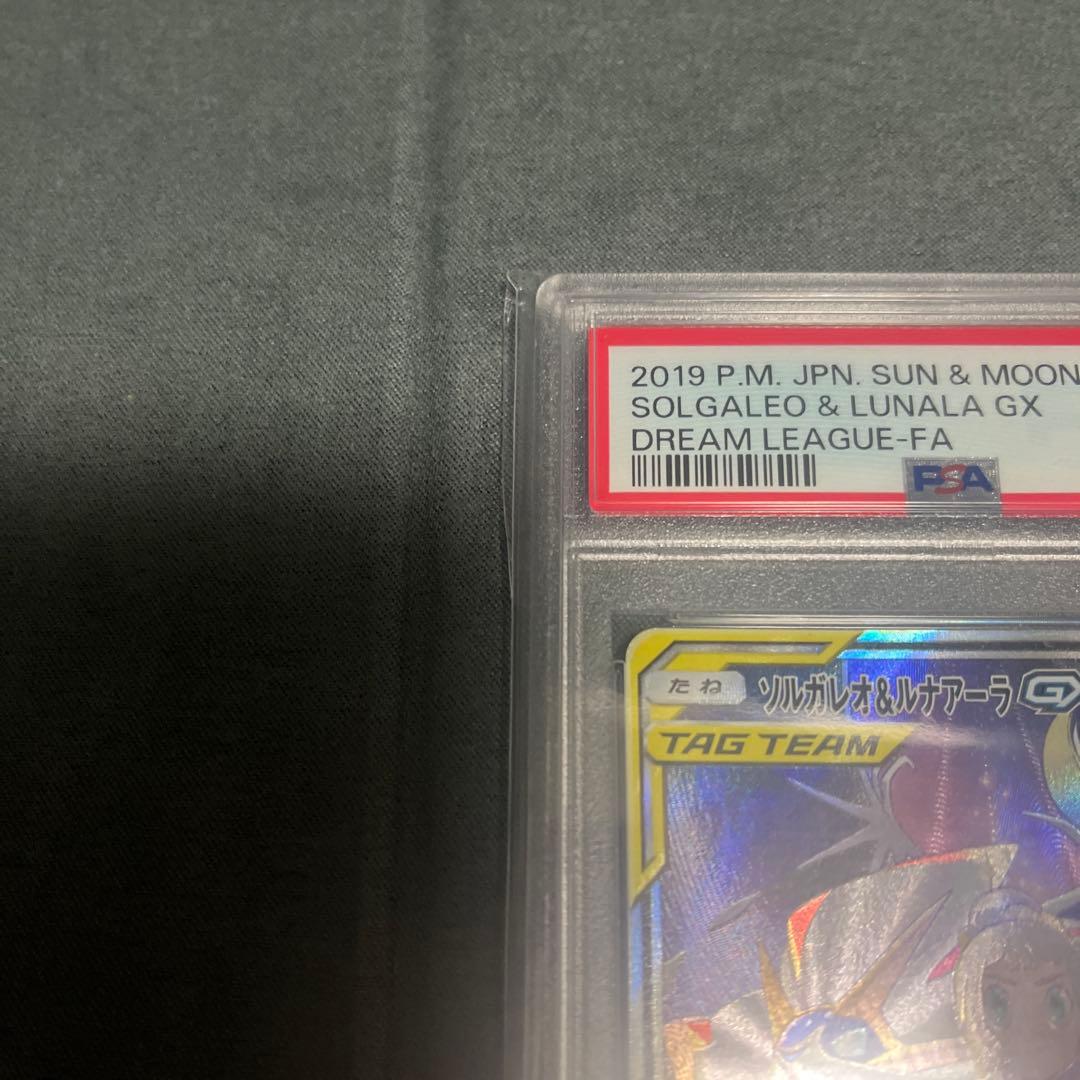 2019 P.M. JPN. SUN & MOON
SOLGALEO & LUNALA GX
DREAM LEAGUE-FA
PSA
たね ソルガレオ&ルナアーラ GX
TAG TEAM